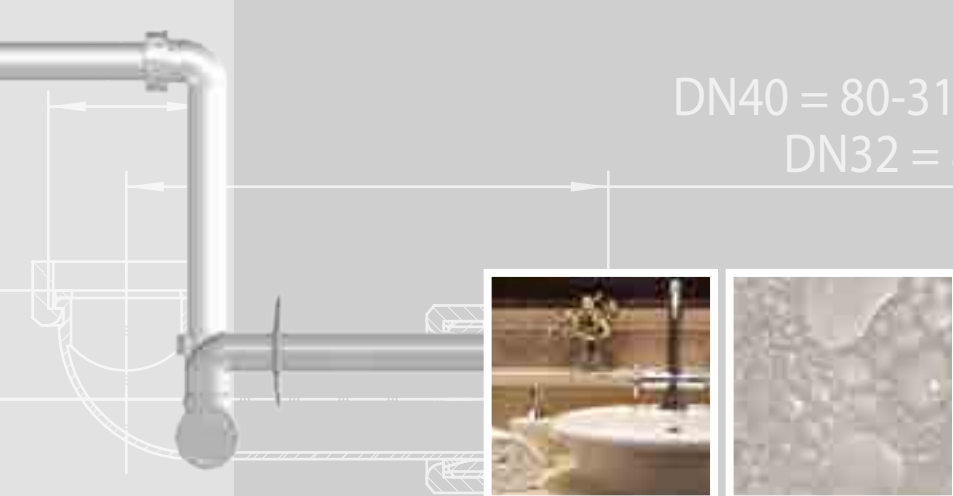 DN40 = 80-31
DN32 =